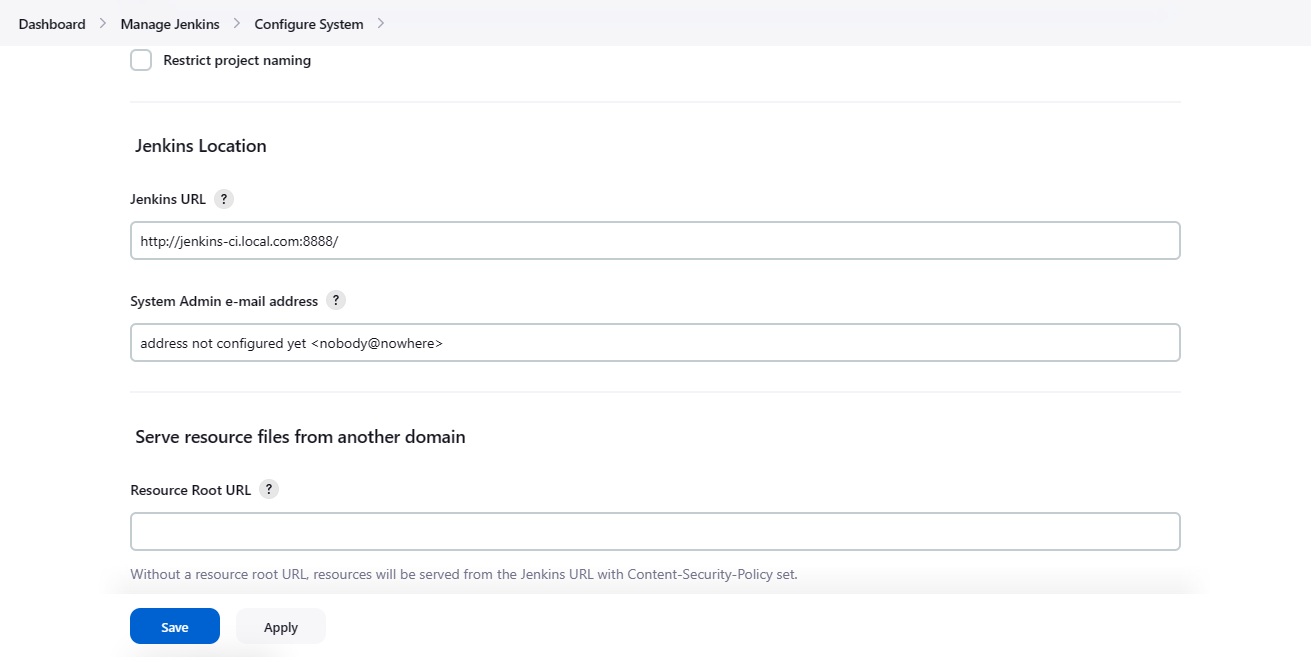 Dashboard > Manage Jenkins > Configure System >
Restrict project naming
Jenkins Location
Jenkins URL ?
http://jenkins-ci.local.com:8888/
System Admin e-mail address ?
address not configured yet <nobody@nowhere>
Serve resource files from another domain
Resource Root URL ?
Without a resource root URL, resources will be served from the Jenkins URL with Content-Security-Policy set.
Save Apply